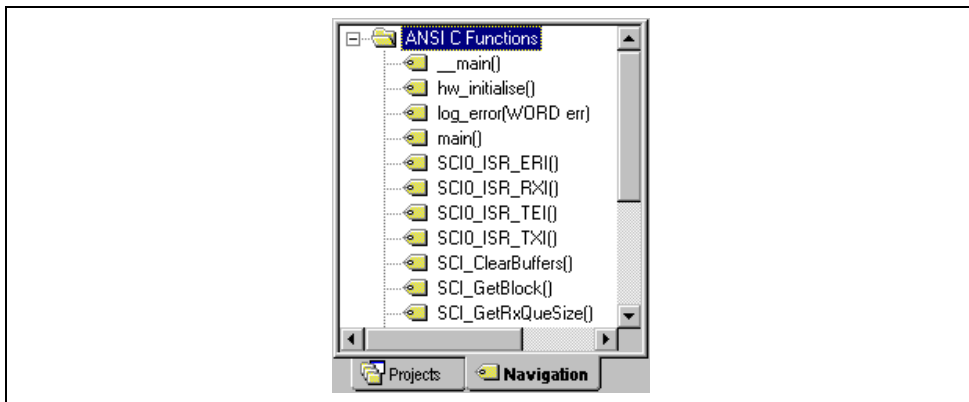 ANSI C Functions
__main()
hw_initialise()
log_error(WORD err)
main()
SCI0_ISR_ERI()
SCI0_ISR_RXI()
SCI0_ISR_TEI()
SCI0_ISR_TXI()
SCI_ClearBuffers()
SCI_GetBlock()
SCI_GetRxQueSize()
Projects Navigation